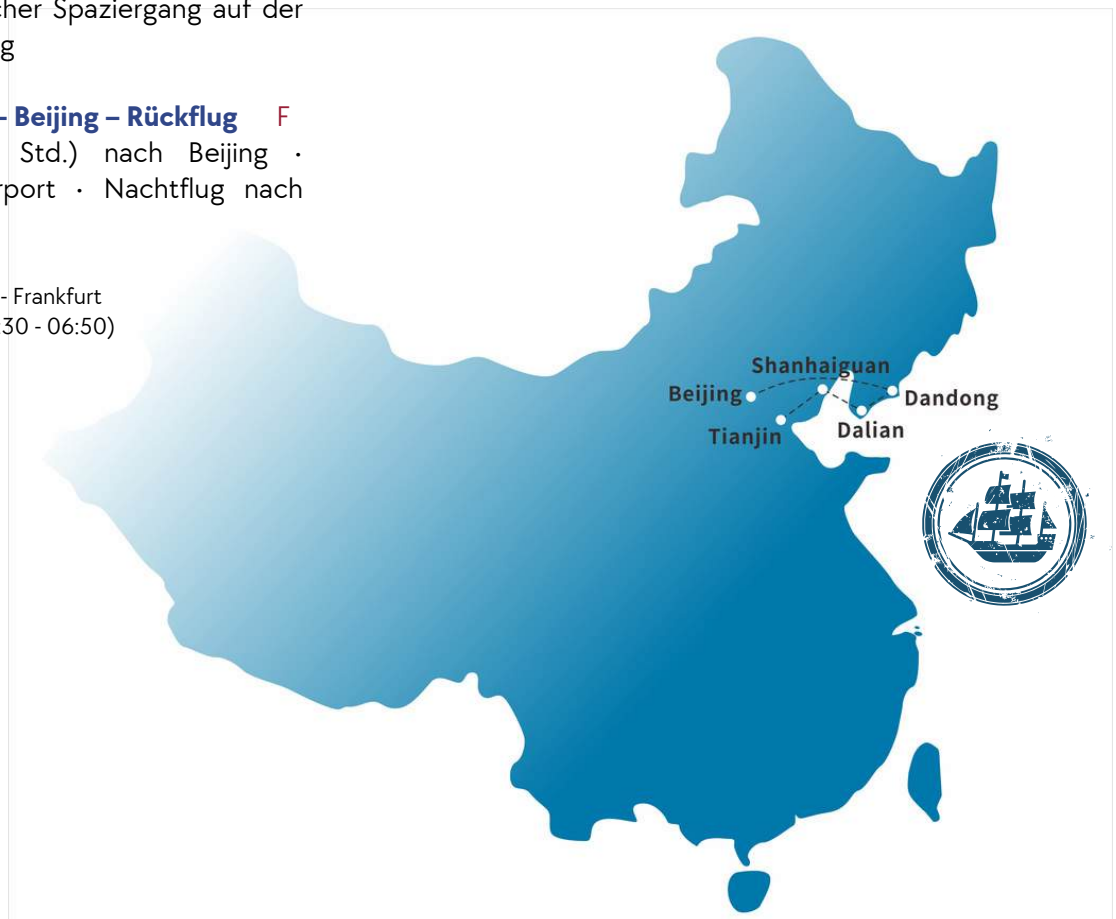 cher Spaziergang auf der
g
- Beijing – Rückflug F
Std.) nach Beijing ·
rport · Nachtflug nach
- Frankfurt
:30 - 06:50)
Shanhaiguan
Beijing
Dandong
Tianjin
Dalian